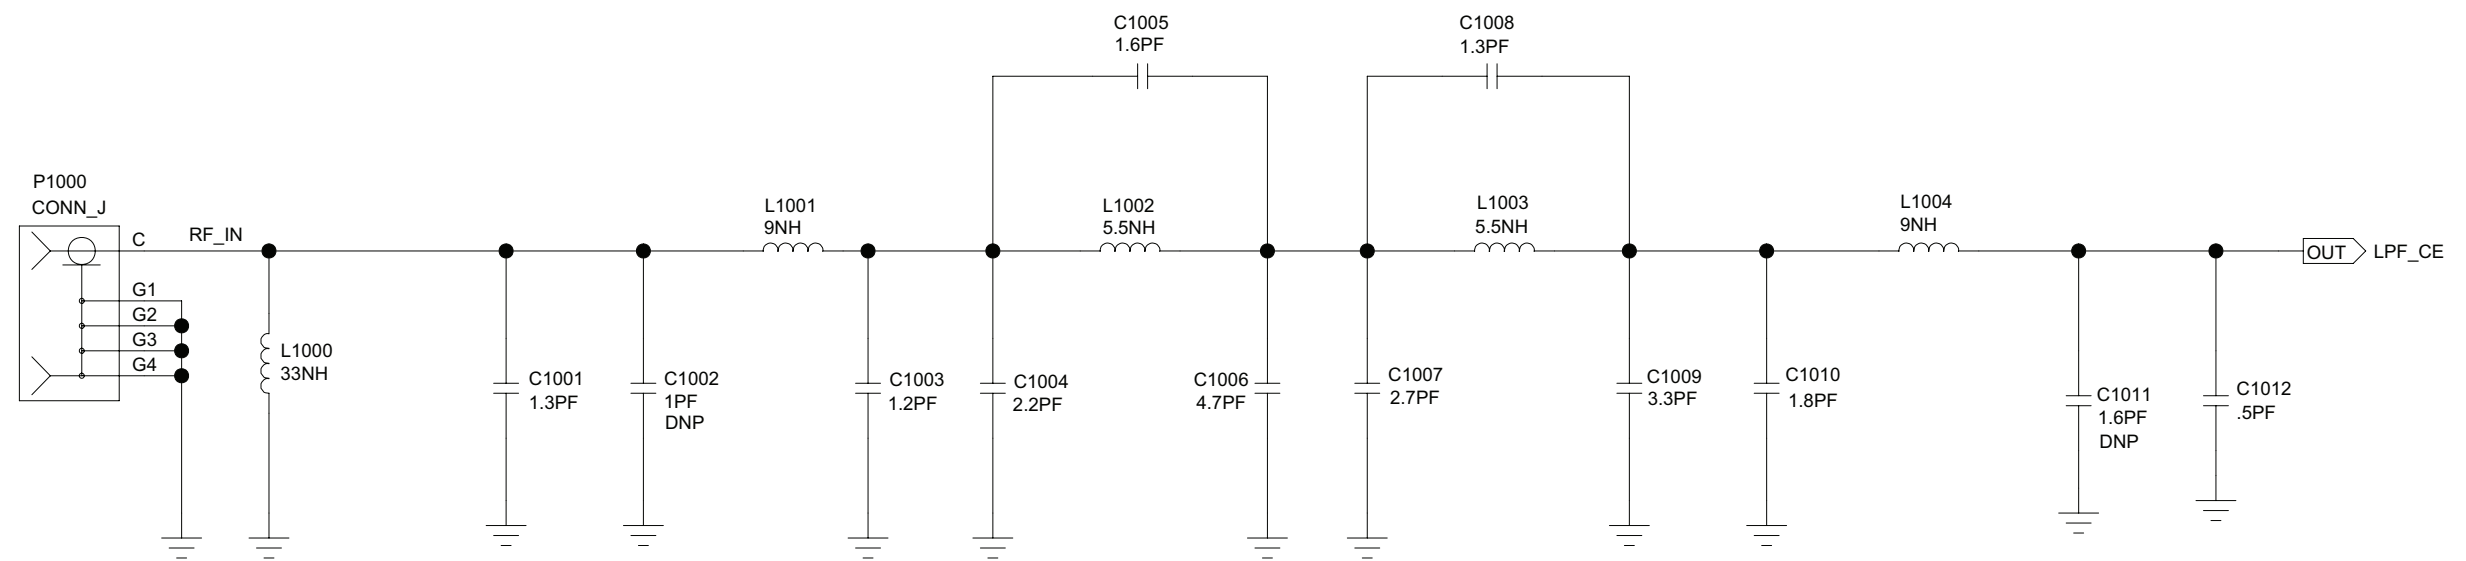 C1005
1.6PF
C1008
1.3PF
P1000
CONN_J
C
RF_IN
G1
G2
G3
G4
L1000
33NH
C1001
1.3PF
C1002
1PF
DNP
L1001
9NH
C1003
1.2PF
C1004
2.2PF
L1002
5.5NH
C1006
4.7PF
C1007
2.7PF
L1003
5.5NH
C1009
3.3PF
C1010
1.8PF
L1004
9NH
C1011
1.6PF
DNP
C1012
.5PF
OUT
LPF_CE